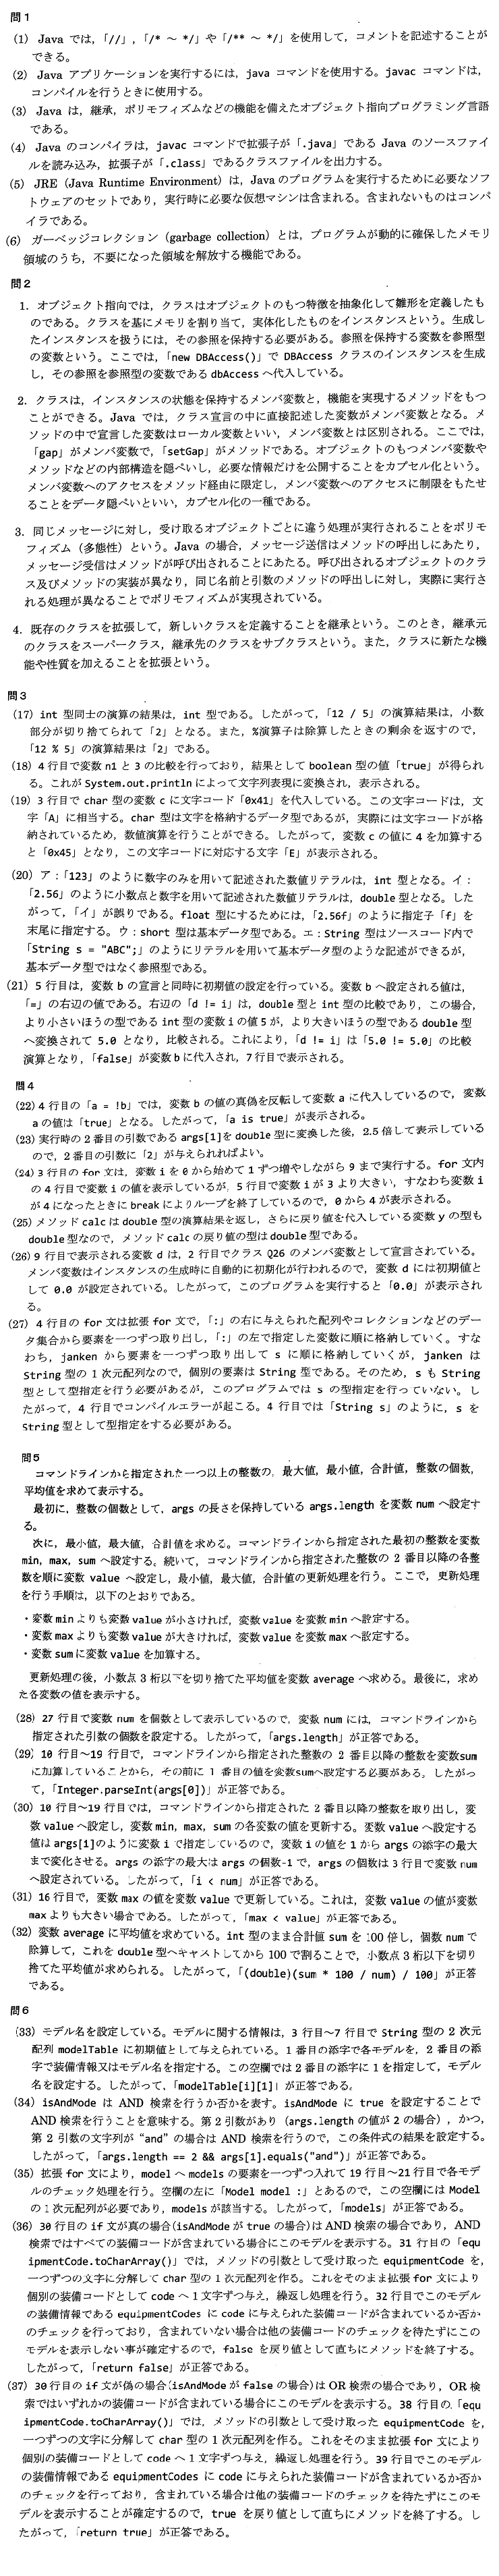 問1
(1) Java では,「//」,「/* ～ */」や「/** ～ */」を使用して,コメントを記述することが
できる。
(2) Java アプリケーションを実行するには,java コマンドを使用する。javac コマンドは,
コンパイルを行うときに使用する。
(3) Java は,継承,ポリモフィズムなどの機能を備えたオブジェクト指向プログラミング言語
である。
(4) Java のコンパイラは,javac コマンドで拡張子が「.java」である Java のソースファイ
ルを読み込み,拡張子が「.class」であるクラスファイルを出力する。
(5) JRE (Java Runtime Environment) は,Javaのプログラムを実行するために必要なソフ
トウェアのセットであり,実行時に必要な仮想マシンは含まれる。含まれないものはコンパ
イラである。
(6) ガーベッジコレクション (garbage collection) とは,プログラムが動的に確保したメモリ
領域のうち,不要になった領域を解放する機能である。
問2
1. オブジェクト指向では,クラスはオブジェクトのもつ特徴を抽象化して雛形を定義したも
のである。クラスを基にメモリを割り当て,実体化したものをインスタンスという。生成し
たインスタンスを扱うには,その参照を保持する必要がある。参照を保持する変数を参照型
の変数という。ここでは,「new DBAccess()」で DBAccess クラスのインスタンスを生成
し,その参照を参照型の変数である dbAccess へ代入している。
2. クラスは,インスタンスの状態を保持するメンバ変数と,機能を実現するメソッドをもつ
ことができる。Java では,クラス宣言の中に直接記述した変数がメンバ変数となる。メ
ソッドの中で宣言した変数はローカル変数といい,メンバ変数とは区別される。ここでは,
「gap」がメンバ変数で,「setGap」がメソッドである。オブジェクトのもつメンバ変数や
メソッドなどの内部構造を隠ぺいし,必要な情報だけを公開することをカプセル化という。
メンバ変数へのアクセスをメソッド経由に限定し,メンバ変数へのアクセスに制限をもたせ
ることをデータ隠ぺいといい,カプセル化の一種である。
3. 同じメッセージに対し,受け取るオブジェクトごとに違う処理が実行されることをポリモ
フィズム (多態性) という。Java の場合,メッセージ送信はメソッドの呼出しにあたり,
メッセージ受信はメソッドが呼び出されることにあたる。呼び出されるオブジェクトのクラ
ス及びメソッドの実装が異なり,同じ名前と引数のメソッドの呼出しに対し,実際に実行さ
れる処理が異なることでポリモフィズムが実現されている。
4. 既存のクラスを拡張して,新しいクラスを定義することを継承という。このとき,継承元
のクラスをスーパークラス,継承先のクラスをサブクラスという。また,クラスに新たな機
能や性質を加えることを拡張という。
問3
(17) int 型同士の演算の結果は,int 型である。したがって,「12 / 5」の演算結果は,小数
部分が切り捨てられて「2」となる。また,%演算子は除算したときの剰余を返すので,
「12 % 5」の演算結果は「2」である。
(18) 4 行目で変数 n1 と 3 の比較を行っており,結果として boolean 型の値「true」が得られ
る。これが System.out.println によって文字列表現に変換され,表示される。
(19) 3 行目で char 型の変数 c に文字コード「0x41」を代入している。この文字コードは,文
字「A」に相当する。char 型は文字を格納するデータ型であるが,実際には文字コードが格
納されているため,数値演算を行うことができる。したがって,変数 c の値に 4 を加算する
と「0x45」となり,この文字コードに対応する文字「E」が表示される。
(20) ア:「123」のように数字のみを用いて記述された数値リテラルは,int 型となる。イ:
「2.56」のように小数点と数字を用いて記述された数値リテラルは,double 型となる。した
がって,「イ」が誤りである。float 型にするためには,「2.56f」のように指定子「f」を
末尾に指定する。ウ:short 型は基本データ型である。エ:String 型はソースコード内で
「String s = "ABC";」のようにリテラルを用いて基本データ型のような記述ができるが,
基本データ型ではなく参照型である。
(21) 5 行目は,変数 b の宣言と同時に初期値の設定を行っている。変数 b へ設定される値は,
「=」の右辺の値である。右辺の「d != i」は,double 型と int 型の比較であり,この場合,
より小さいほうの型である int 型の変数 i の値 5 が,より大きいほうの型である double 型
へ変換されて 5.0 となり,比較される。これにより,「d != i」は「5.0 != 5.0」の比較
演算となり,「false」が変数 b に代入され,7 行目で表示される。
問4
(22) 4 行目の「a = !b」では,変数 b の値の真偽を反転して変数 a に代入しているので,変数
a の値は「true」となる。したがって,「a is true」が表示される。
(23) 実行時の 2 番目の引数である args[1]を double 型に変換した後,2.5 倍して表示している
ので,2 番目の引数に「2」が与えられればよい。
(24) 3 行目の for 文は,変数 i を 0 から始めて 1 ずつ増やしながら 9 まで実行する。for 文内
の 4 行目で変数 i の値を表示しているが,5 行目で変数 i が 3 より大きい,すなわち変数 i
が 4 になったときに break によりループを終了しているので,0 から 4 が表示される。
(25) メソッド calc は double 型の演算結果を返し,さらに戻り値を代入している変数 y の型も
double 型なので,メソッド calc の戻り値の型は double 型である。
(26) 9 行目で表示される変数 d は,2 行目でクラス Q26 のメンバ変数として宣言されている。
メンバ変数はインスタンスの生成時に自動的に初期化が行われるので,変数 d には初期値と
して 0.0 が設定されている。したがって,このプログラムを実行すると「0.0」が表示され
る。
(27) 4 行目の for 文は拡張 for 文で,「:」の右に与えられた配列やコレクションなどのデー
タ集合から要素を一つずつ取り出し,「:」の左で指定した変数に順に格納していく。すな
わち,janken から要素を一つずつ取り出して s に順に格納していくが,janken は
String 型の 1 次元配列なので,個別の要素は String 型である。そのため,s も String
型として型指定を行う必要があるが,このプログラムでは s の型指定を行っていない。し
たがって,4 行目でコンパイルエラーが起こる。4 行目では「String s」のように,s を
String 型として型指定をする必要がある。
問5
コマンドラインから指定された一つ以上の整数の,最大値,最小値,合計値,整数の個数,
平均値を求めて表示する。
最初に,整数の個数として,args の長さを保持している args.length を変数 num へ設定す
る。
次に,最小値,最大値,合計値を求める。コマンドラインから指定された最初の整数を変数
min, max, sum へ設定する。続いて,コマンドラインから指定された整数の 2 番目以降の各整
数を順に変数 value へ設定し,最小値,最大値,合計値の更新処理を行う。ここで,更新処理
を行う手順は,以下のとおりである。
・変数 min よりも変数 value が小さければ,変数 value を変数 min へ設定する。
・変数 max よりも変数 value が大きければ,変数 value を変数 max へ設定する。
・変数 sum に変数 value を加算する。
更新処理の後,小数点 3 桁以下を切り捨てた平均値を変数 average へ求める。最後に,求め
た各変数の値を表示する。
(28) 27 行目で変数 num を個数として表示しているので,変数 num には,コマンドラインから
指定された引数の個数を設定する。したがって,「args.length」が正答である。
(29) 10 行目～19 行目で,コマンドラインから指定された整数の 2 番目以降の整数を変数sum
に加算していることから,その前に 1 番目の値を変数sumへ設定する必要がある。したがっ
て,「Integer.parseInt(args[0])」が正答である。
(30) 10 行目～19 行目では,コマンドラインから指定された 2 番目以降の整数を取り出し,変
数 value へ設定し,変数 min, max, sum の各変数の値を更新する。変数 value へ設定する
値は args[1]のように変数 i で指定しているので,変数 i の値を 1 から args の添字の最大
まで変化させる。args の添字の最大は args の個数-1 で,args の個数は 3 行目で変数 num
へ設定されている。したがって,「i < num」が正答である。
(31) 16 行目で,変数 max の値を変数 value で更新している。これは,変数 value の値が変数
max よりも大きい場合である。したがって,「max < value」が正答である。
(32) 変数 average に平均値を求めている。int 型のまま合計値 sum を 100 倍し,個数 num で
除算して,これを double 型へキャストしてから 100 で割ることで,小数点 3 桁以下を切り
捨てた平均値が求められる。したがって,「(double)(sum * 100 / num) / 100」が正答
である。
問6
(33) モデル名を設定している。モデルに関する情報は,3 行目～7 行目で String 型の 2 次元
配列 modelTable に初期値として与えられている。1 番目の添字で各モデルを,2 番目の添
字で装備情報又はモデル名を指定する。この空欄では 2 番目の添字に 1 を指定して,モデル
名を設定する。したがって,「modelTable[i][1]」が正答である。
(34) isAndMode は AND 検索を行うか否かを表す。isAndMode に true を設定することで
AND 検索を行うことを意味する。第 2 引数があり (args.length の値が 2 の場合) ,かつ,
第 2 引数の文字列が “and” の場合は AND 検索を行うので,この条件式の結果を設定する。
したがって,「args.length == 2 && args[1].equals("and")」が正答である。
(35) 拡張 for 文により,model へ models の要素を一つずつ入れて 19 行目～21 行目で各モデ
ルのチェック処理を行う。空欄の左に「Model model :」とあるので,この空欄には Model
の 1 次元配列が必要であり,models が該当する。したがって,「models」が正答である。
(36) 30 行目の if 文が真の場合(isAndMode が true の場合)は AND 検索の場合であり,AND
検索ではすべての装備コードが含まれている場合にこのモデルを表示する。31 行目の「equ
ipmentCode.toCharArray()」では,メソッドの引数として受け取った equipmentCode を,
一つずつの文字に分解して char 型の 1 次元配列を作る。これをそのまま拡張 for 文により
個別の装備コードとして code へ 1 文字ずつ与え,繰返し処理を行う。32 行目でこのモデル
の装備情報である equipmentCodes に code に与えられた装備コードが含まれているか否か
のチェックを行っており,含まれていない場合は他の装備コードのチェックを待たずにこの
モデルを表示しない事が確定するので,false を戻り値として直ちにメソッドを終了する。
したがって,「return false」が正答である。
(37) 30 行目の if 文が偽の場合(isAndMode が false の場合)は OR 検索の場合であり,OR 検
索ではいずれかの装備コードが含まれている場合にこのモデルを表示する。38 行目の「equ
ipmentCode.toCharArray()」では,メソッドの引数として受け取った equipmentCode を,
一つずつの文字に分解して char 型の 1 次元配列を作る。これをそのまま拡張 for 文により
個別の装備コードとして code へ 1 文字ずつ与え,繰返し処理を行う。39 行目でこのモデル
の装備情報である equipmentCodes に code に与えられた装備コードが含まれているか否か
のチェックを行っており,含まれている場合は他の装備コードのチェックを待たずにこのモ
デルを表示することが確定するので,true を戻り値として直ちにメソッドを終了する。し
たがって,「return true」が正答である。